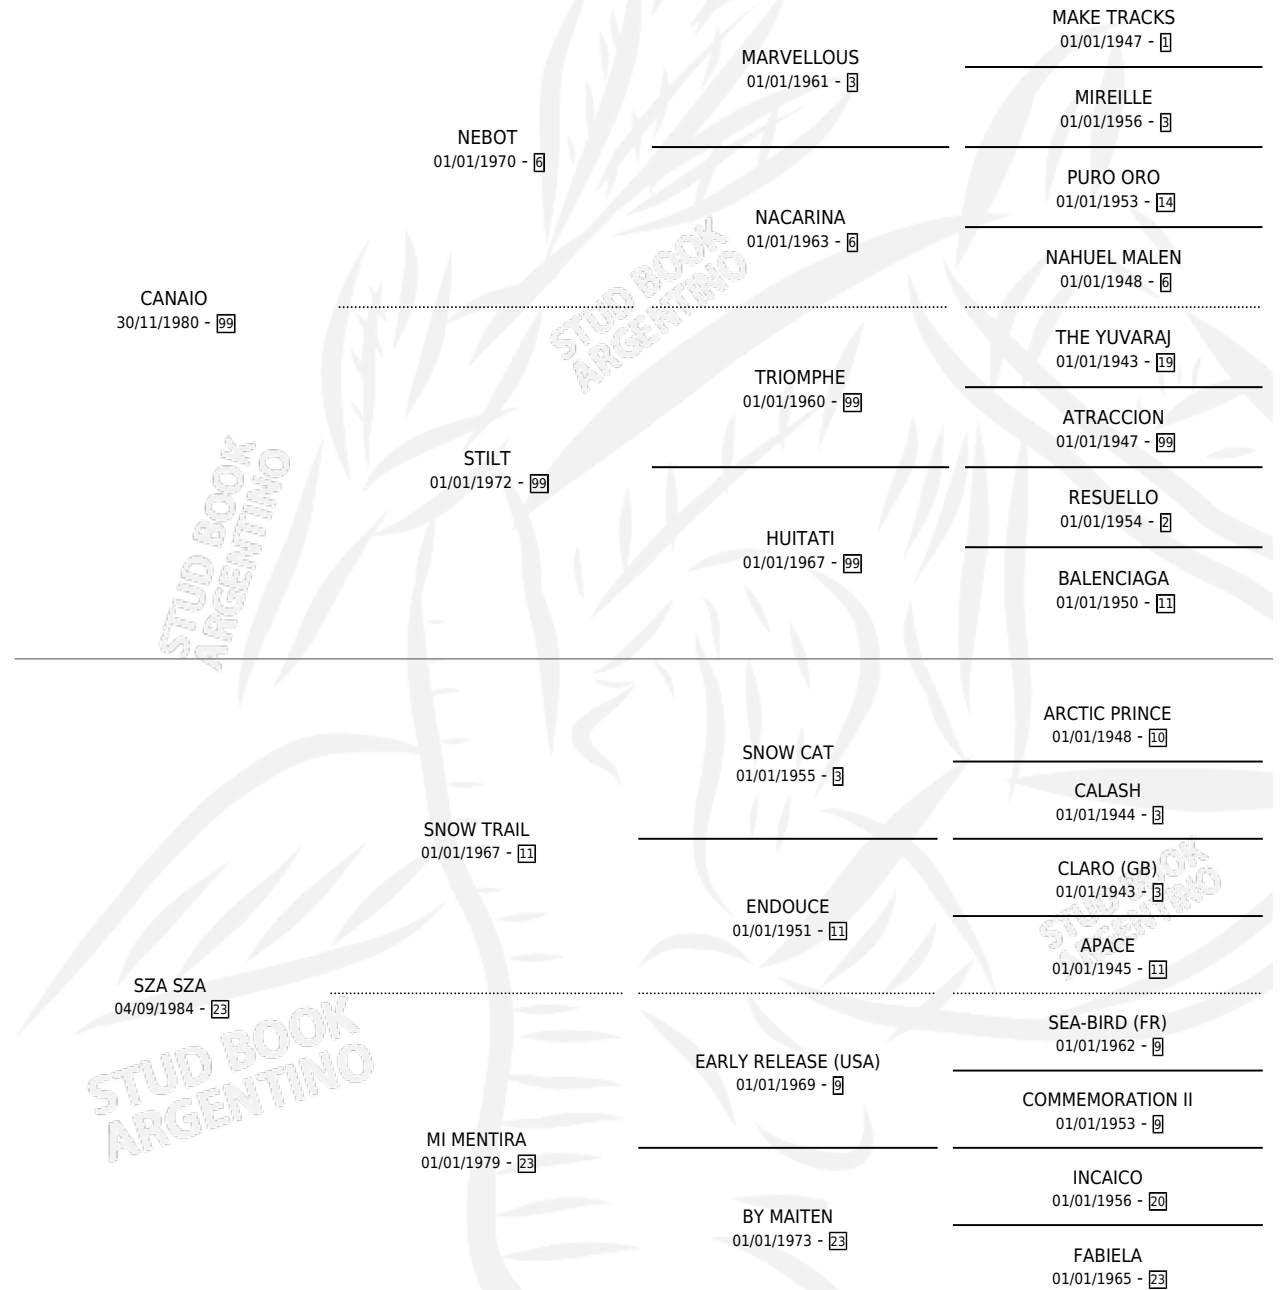 MAKE TRACKS
01/01/1947 - 1
MARVELLOUS
01/01/1961 - 3
MIREILLE
01/01/1956 - 3
NEBOT
01/01/1970 - 6
PURO ORO
01/01/1953 - 14
NACARINA
01/01/1963 - 6
NAHUEL MALEN
01/01/1948 - 6
CANAIO
30/11/1980 - 99
STUD BOOK
ARGENTINO
THE YUVARAJ
01/01/1943 - 19
TRIOMPHE
01/01/1960 - 99
ATRACCION
01/01/1947 - 99
STILT
01/01/1972 - 99
RESUELLO
01/01/1954 - 2
HUITATI
01/01/1967 - 99
BALENCIAGA
01/01/1950 - 11
STUD BOOK
ARGENTINO
ARCTIC PRINCE
01/01/1948 - 10
SNOW CAT
01/01/1955 - 3
CALASH
01/01/1944 - 3
SNOW TRAIL
01/01/1967 - 11
CLARO (GB)
01/01/1943 - 3
ENDOUCE
01/01/1951 - 11
STUD BOOK
ARGENTINO
APACE
01/01/1945 - 11
SZA SZA
04/09/1984 - 23
SEA-BIRD (FR)
01/01/1962 - 9
EARLY RELEASE (USA)
01/01/1969 - 9
STUD BOOK
ARGENTINO
COMMEMORATION II
01/01/1953 - 9
MI MENTIRA
01/01/1979 - 23
INCAICO
01/01/1956 - 20
BY MAITEN
01/01/1973 - 23
FABIELA
01/01/1965 - 23